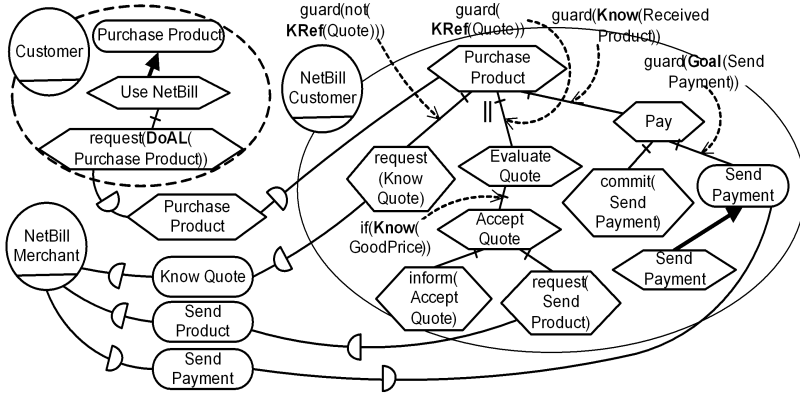 Customer
Purchase Product
Use NetBill
request(DoAL(
Purchase Product))
guard(not(
KRef(Quote)))
guard(
KRef(Quote))
guard(Know(Received
Product))
guard(Goal(Send
Payment))
NetBill
Customer
Purchase
Product
||
Pay
request
(Know
Quote)
Evaluate
Quote
commit(
Send
Payment)
Send
Payment
Purchase
Product
if(Know(
GoodPrice))
Accept
Quote
NetBill
Merchant
Know Quote
inform(
Accept
Quote)
request(
Send
Product)
Send
Payment
Send
Product
Send
Payment